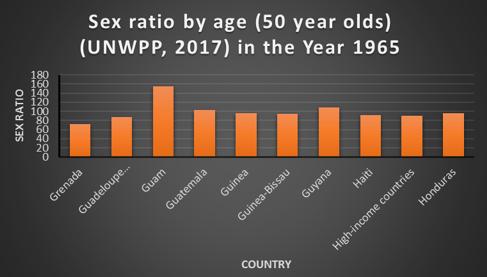 Sex ratio by age (50 year olds)
(UNWPP, 2017) in the Year 1965
SEX RATIO
180
160
140
120
100
80
60
40
20
0
Grenada
Guadeloupe...
Guam
Guatemala
Guinea
Guinea-Bissau
Guyana
Haiti
High-income countries
Honduras
COUNTRY